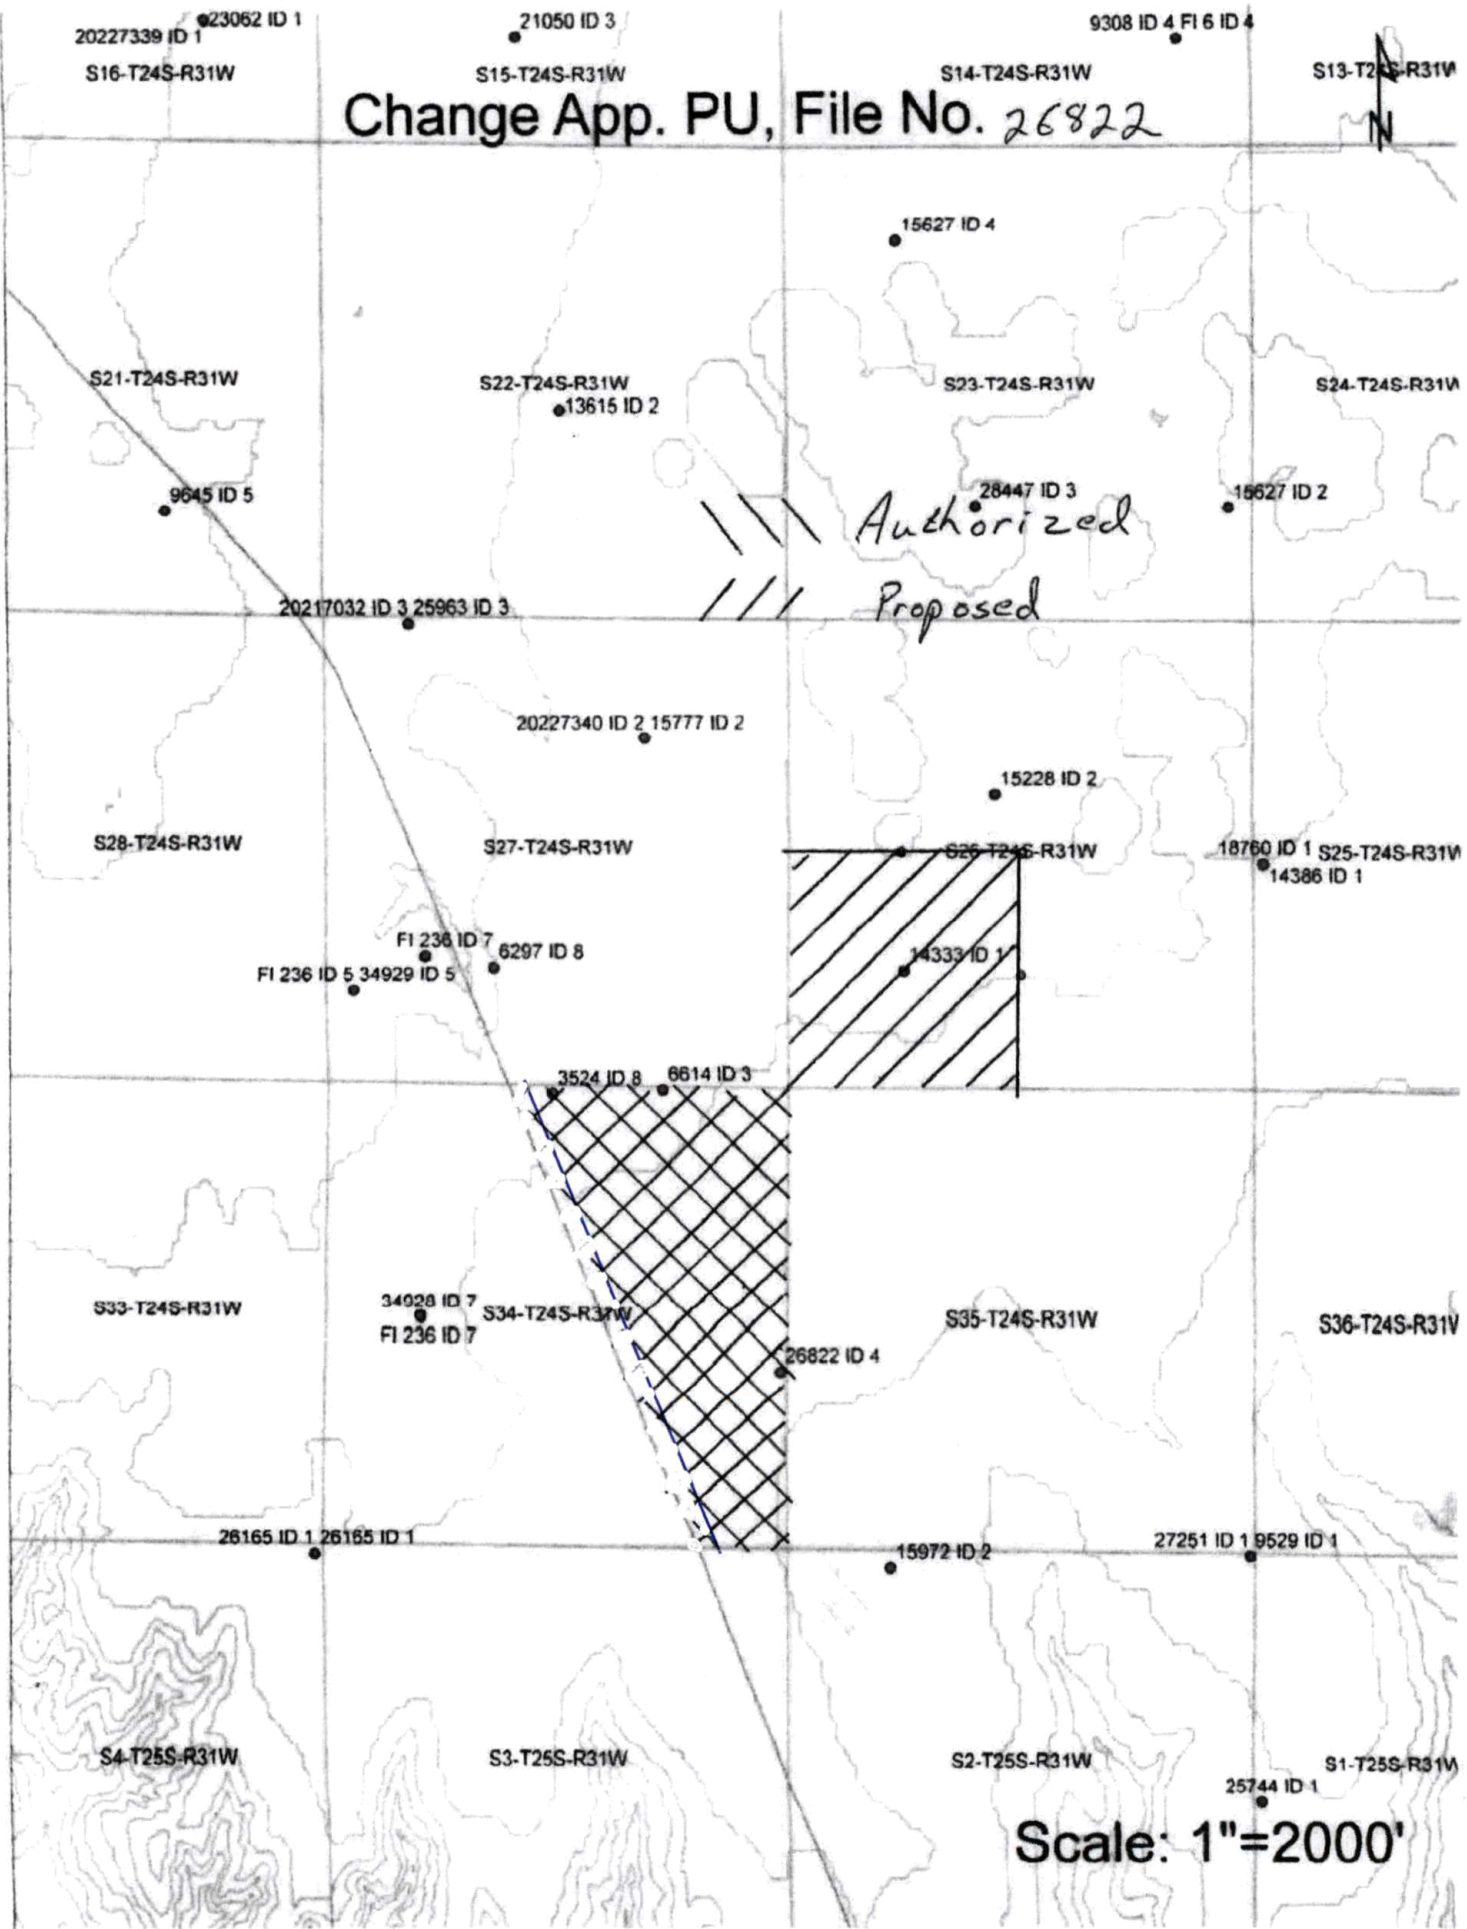 23062 ID 1
20227339 ID 1
21050 ID 3
9308 ID 4 FI 6 ID 4
S16-T24S-R31W
S15-T24S-R31W
S14-T24S-R31W
S13-T24S-R31W
Change App. PU, File No. 26822
N
15627 ID 4
S21-T24S-R31W
S22-T24S-R31W
S23-T24S-R31W
S24-T24S-R31W
13615 ID 2
9645 ID 5
28447 ID 3
15627 ID 2
Authorized
20217032 ID 3 25963 ID 3
Proposed
20227340 ID 2 15777 ID 2
15228 ID 2
S28-T24S-R31W
S27-T24S-R31W
S26-T24S-R31W
18760 ID 1
S25-T24S-R31W
14386 ID 1
FI 236 ID 7
6297 ID 8
14333 ID 1
FI 236 ID 5 34929 ID 5
3524 ID 8
6614 ID 3
S33-T24S-R31W
34928 ID 7
S34-T24S-R31W
S35-T24S-R31W
S36-T24S-R31W
FI 236 ID 7
26822 ID 4
26165 ID 1 26165 ID 1
15972 ID 2
27251 ID 1 9529 ID 1
S4-T25S-R31W
S3-T25S-R31W
S2-T25S-R31W
S1-T25S-R31W
25744 ID 1
Scale: 1"=2000'